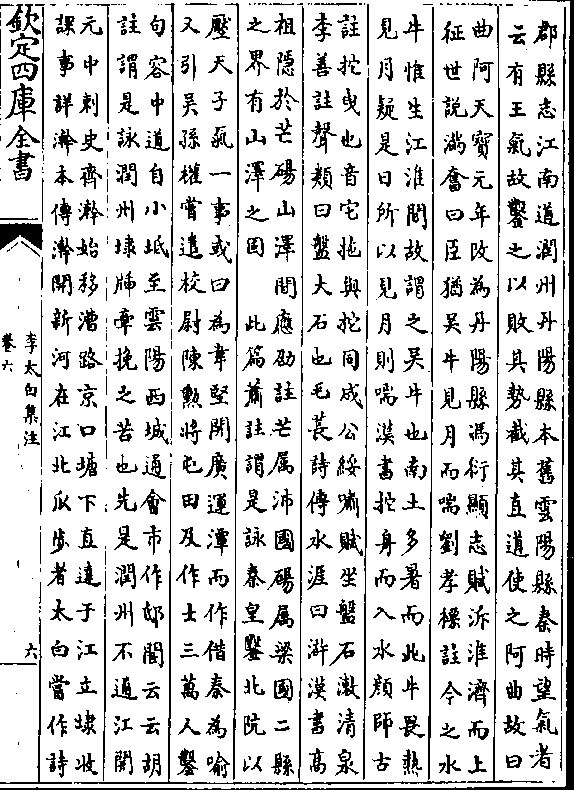 郡縣志江南道潤州丹陽縣本舊雲陽縣秦時望氣者
云有王氣故鑿之以敗其勢截其直道使之阿曲故曰
曲阿天寶元年改為丹陽縣馮衍顯志賦泝淮濟而上
征世說滿奮曰臣猶吳牛見月而喘劉孝標註今之水
牛惟生江淮間故謂之吳牛也南土多暑而此牛畏熱
見月疑是日所以見月則喘漢書拕身而入水顔師古
註拕曳也音它拖與拕同成公綏嘯賦坐盤石漱清泉
李善註聲類曰盤大石也毛萇詩傳水涯曰滸漢書高
祖隱於芒碭山澤間應劭註芒屬沛國碭屬梁國二縣
之界有山澤之固　此篇蕭註謂是詠秦皇鑿北阬以
壓天子氣一事或曰為韋堅開廣運潭而作借秦為喻
又引吳孫權嘗遣校尉陳勲將屯田及作士三萬人鑿
句容中道自小坻至雲陽西城通會市作邸閣云云胡
註謂是詠潤州埭牐牽挽之苦也先是潤州不通江開
元中刺史齊澣始移漕路京口塘下直達于江立埭收
課事詳澣本傳澣開新河在江北瓜步者太白嘗作詩
欽定四庫全書
李太白集注
卷六
六